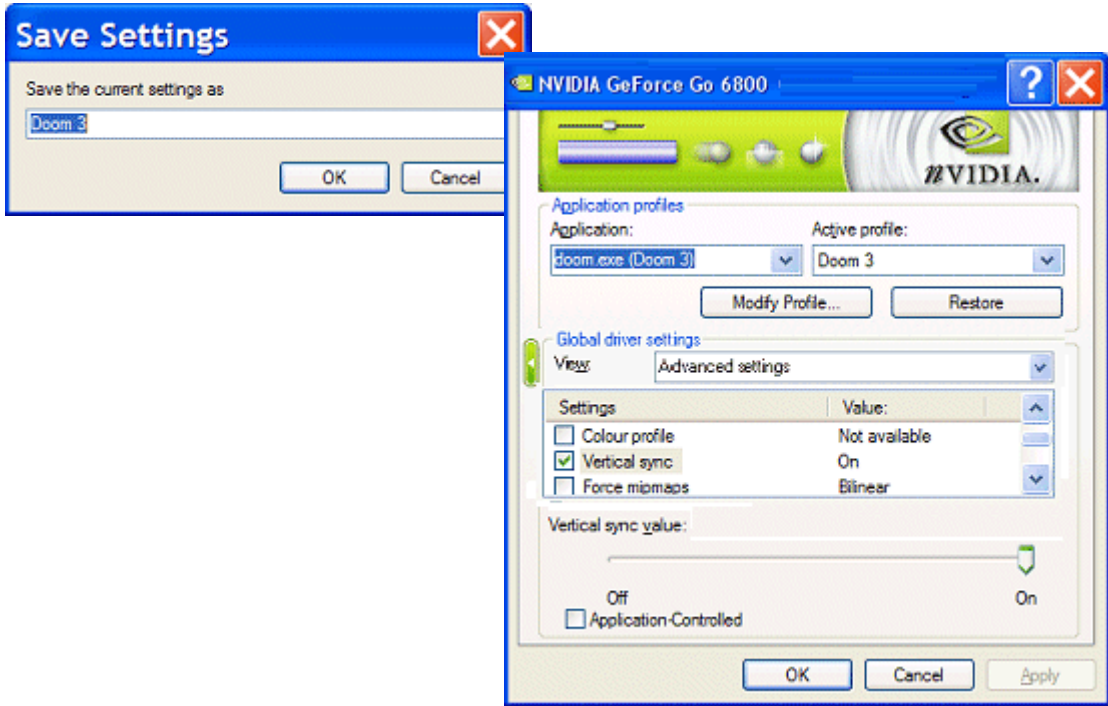 Save Settings
Save the current settings as
Doom 3
OK Cancel
NVIDIA GeForce Go 6800
nVIDIA.
Application profiles
Application: Active profile:
doom.exe (Doom 3) Doom 3
Modify Profile... Restore
Global driver settings
View: Advanced settings
Settings Value:
Colour profile Not available
Vertical sync On
Force mipmaps Bilinear
Vertical sync value:
Off On
Application-Controlled
OK Cancel Apply